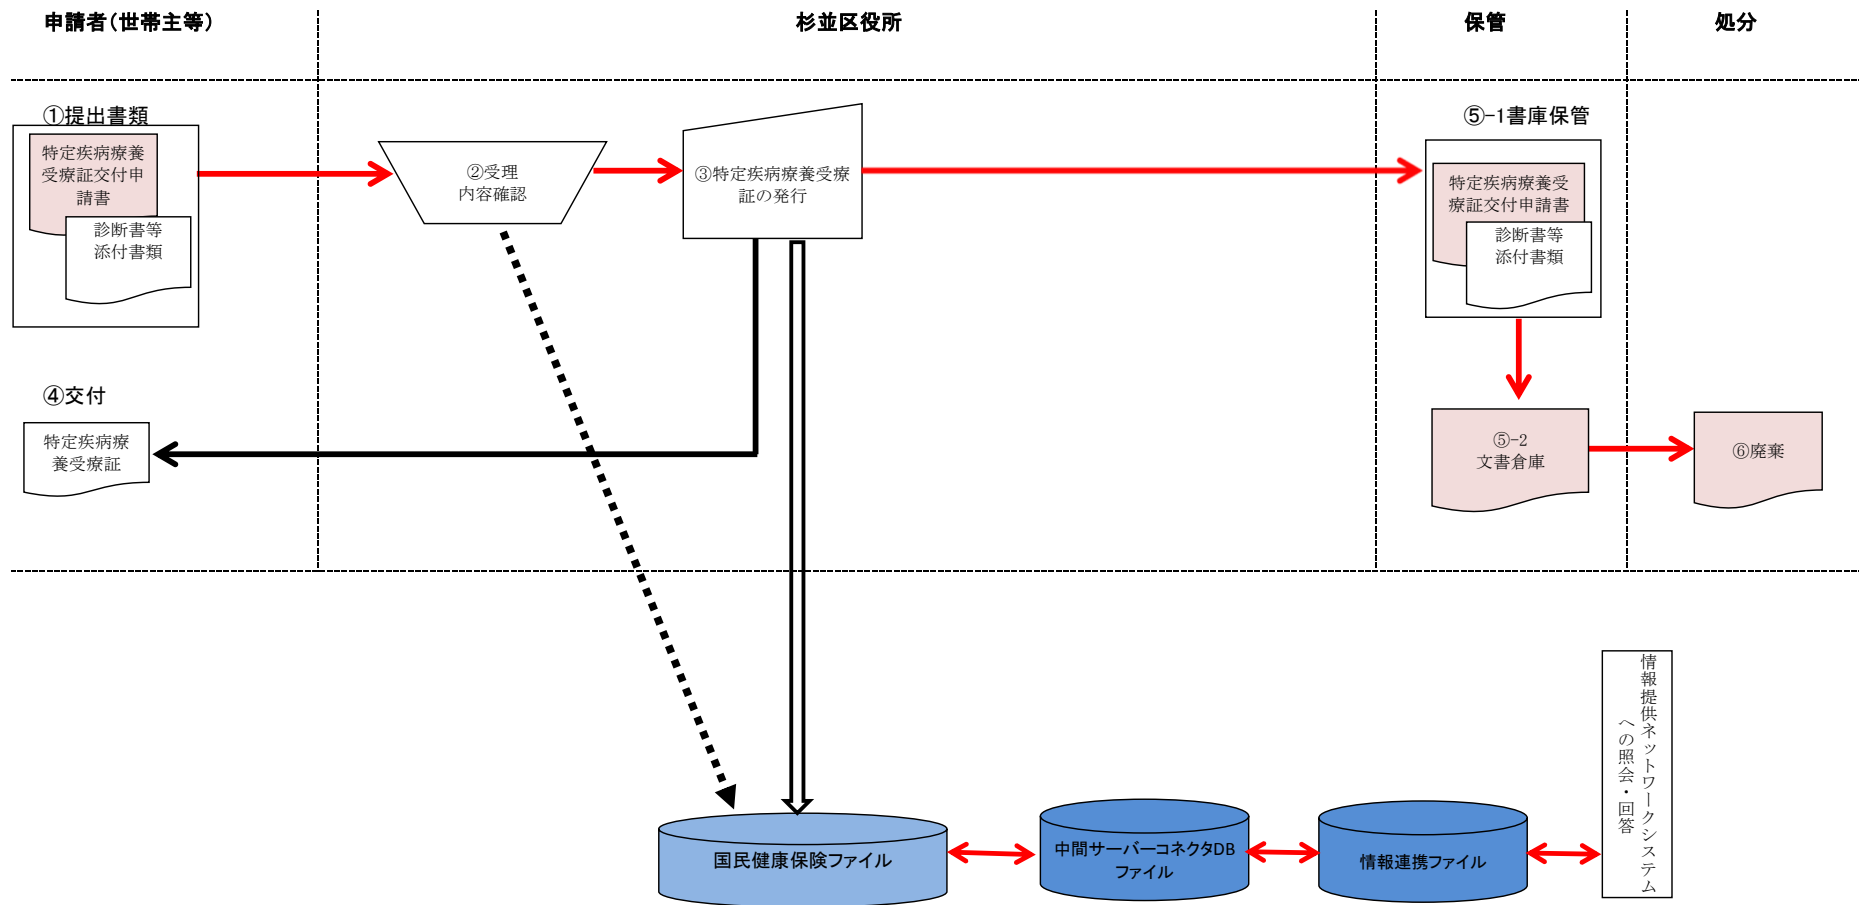 申請者(世帯主等)
杉並区役所
保管
処分
①提出書類
特定疾病療養
受療証交付申
請書
診断書等
添付書類
②受理
内容確認
③特定疾病療養受療
証の発行
⑤-1書庫保管
特定疾病療養受
療証交付申請書
診断書等
添付書類
④交付
特定疾病療
養受療証
⑤-2
文書倉庫
⑥廃棄
国民健康保険ファイル
中間サーバーコネクタDB
ファイル
情報連携ファイル
情報提供ネットワークシステム
への照会・回答